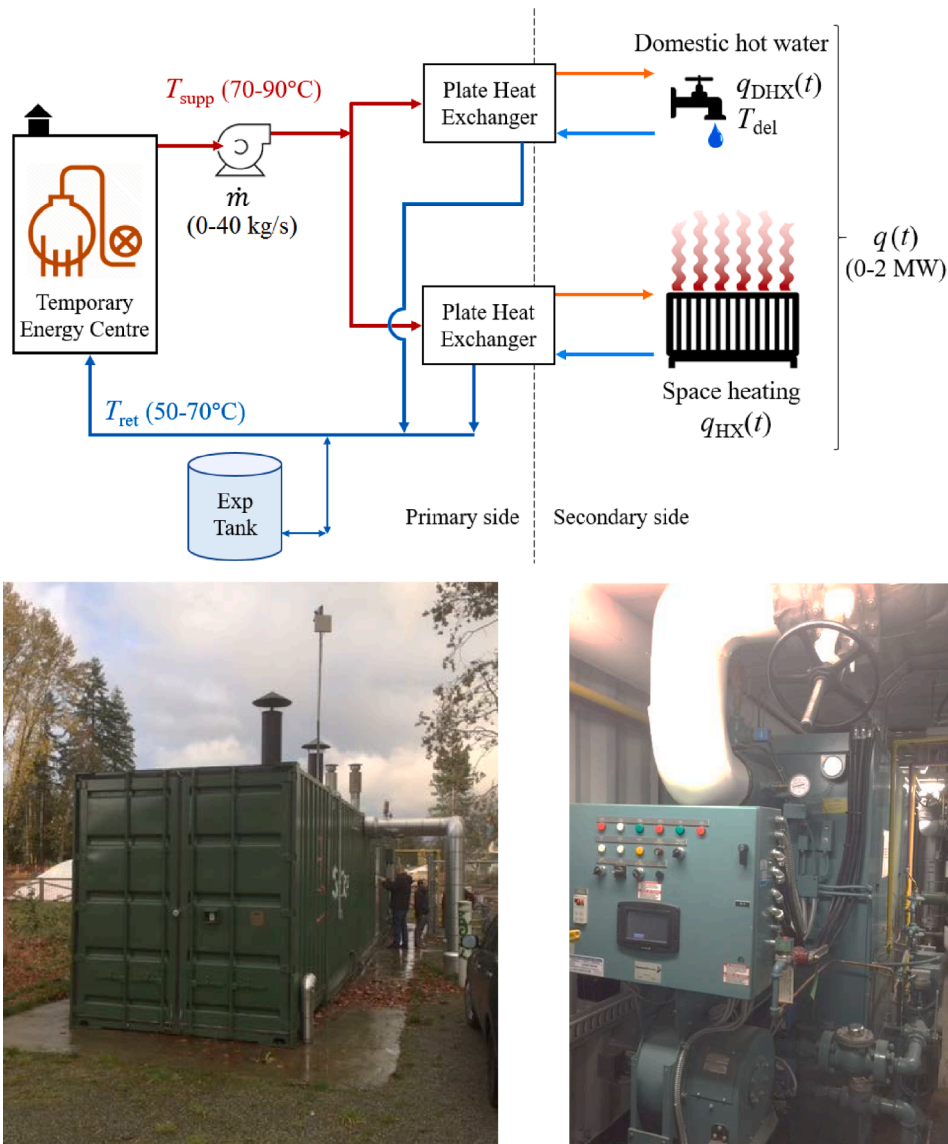 Domestic hot water
T_supp (70-90°C)
Plate Heat
Exchanger
q_DHX(t)
T_del
ṁ
(0-40 kg/s)
q(t)
(0-2 MW)
Temporary
Energy Centre
Plate Heat
Exchanger
T_ret (50-70°C)
Space heating
q_HX(t)
Exp
Tank
Primary side
Secondary side